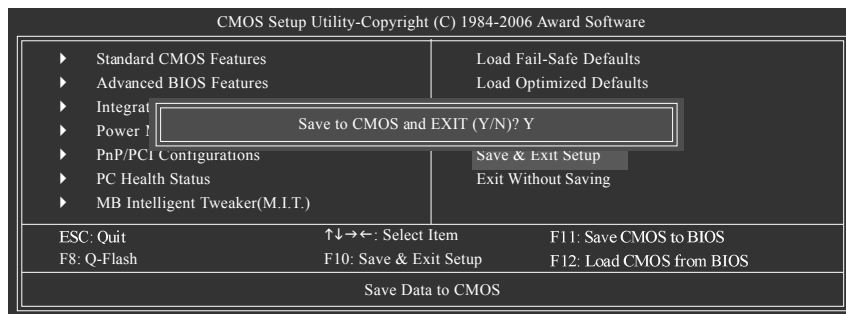 CMOS Setup Utility-Copyright (C) 1984-2006 Award Software
Standard CMOS Features
Advanced BIOS Features
Integrat
Power
PnP/PCI Configurations
PC Health Status
MB Intelligent Tweaker(M.I.T.)
Load Fail-Safe Defaults
Load Optimized Defaults
Save & Exit Setup
Exit Without Saving
Save to CMOS and EXIT (Y/N)? Y
ESC: Quit ↑↓→←: Select Item F11: Save CMOS to BIOS
F8: Q-Flash F10: Save & Exit Setup F12: Load CMOS from BIOS
Save Data to CMOS